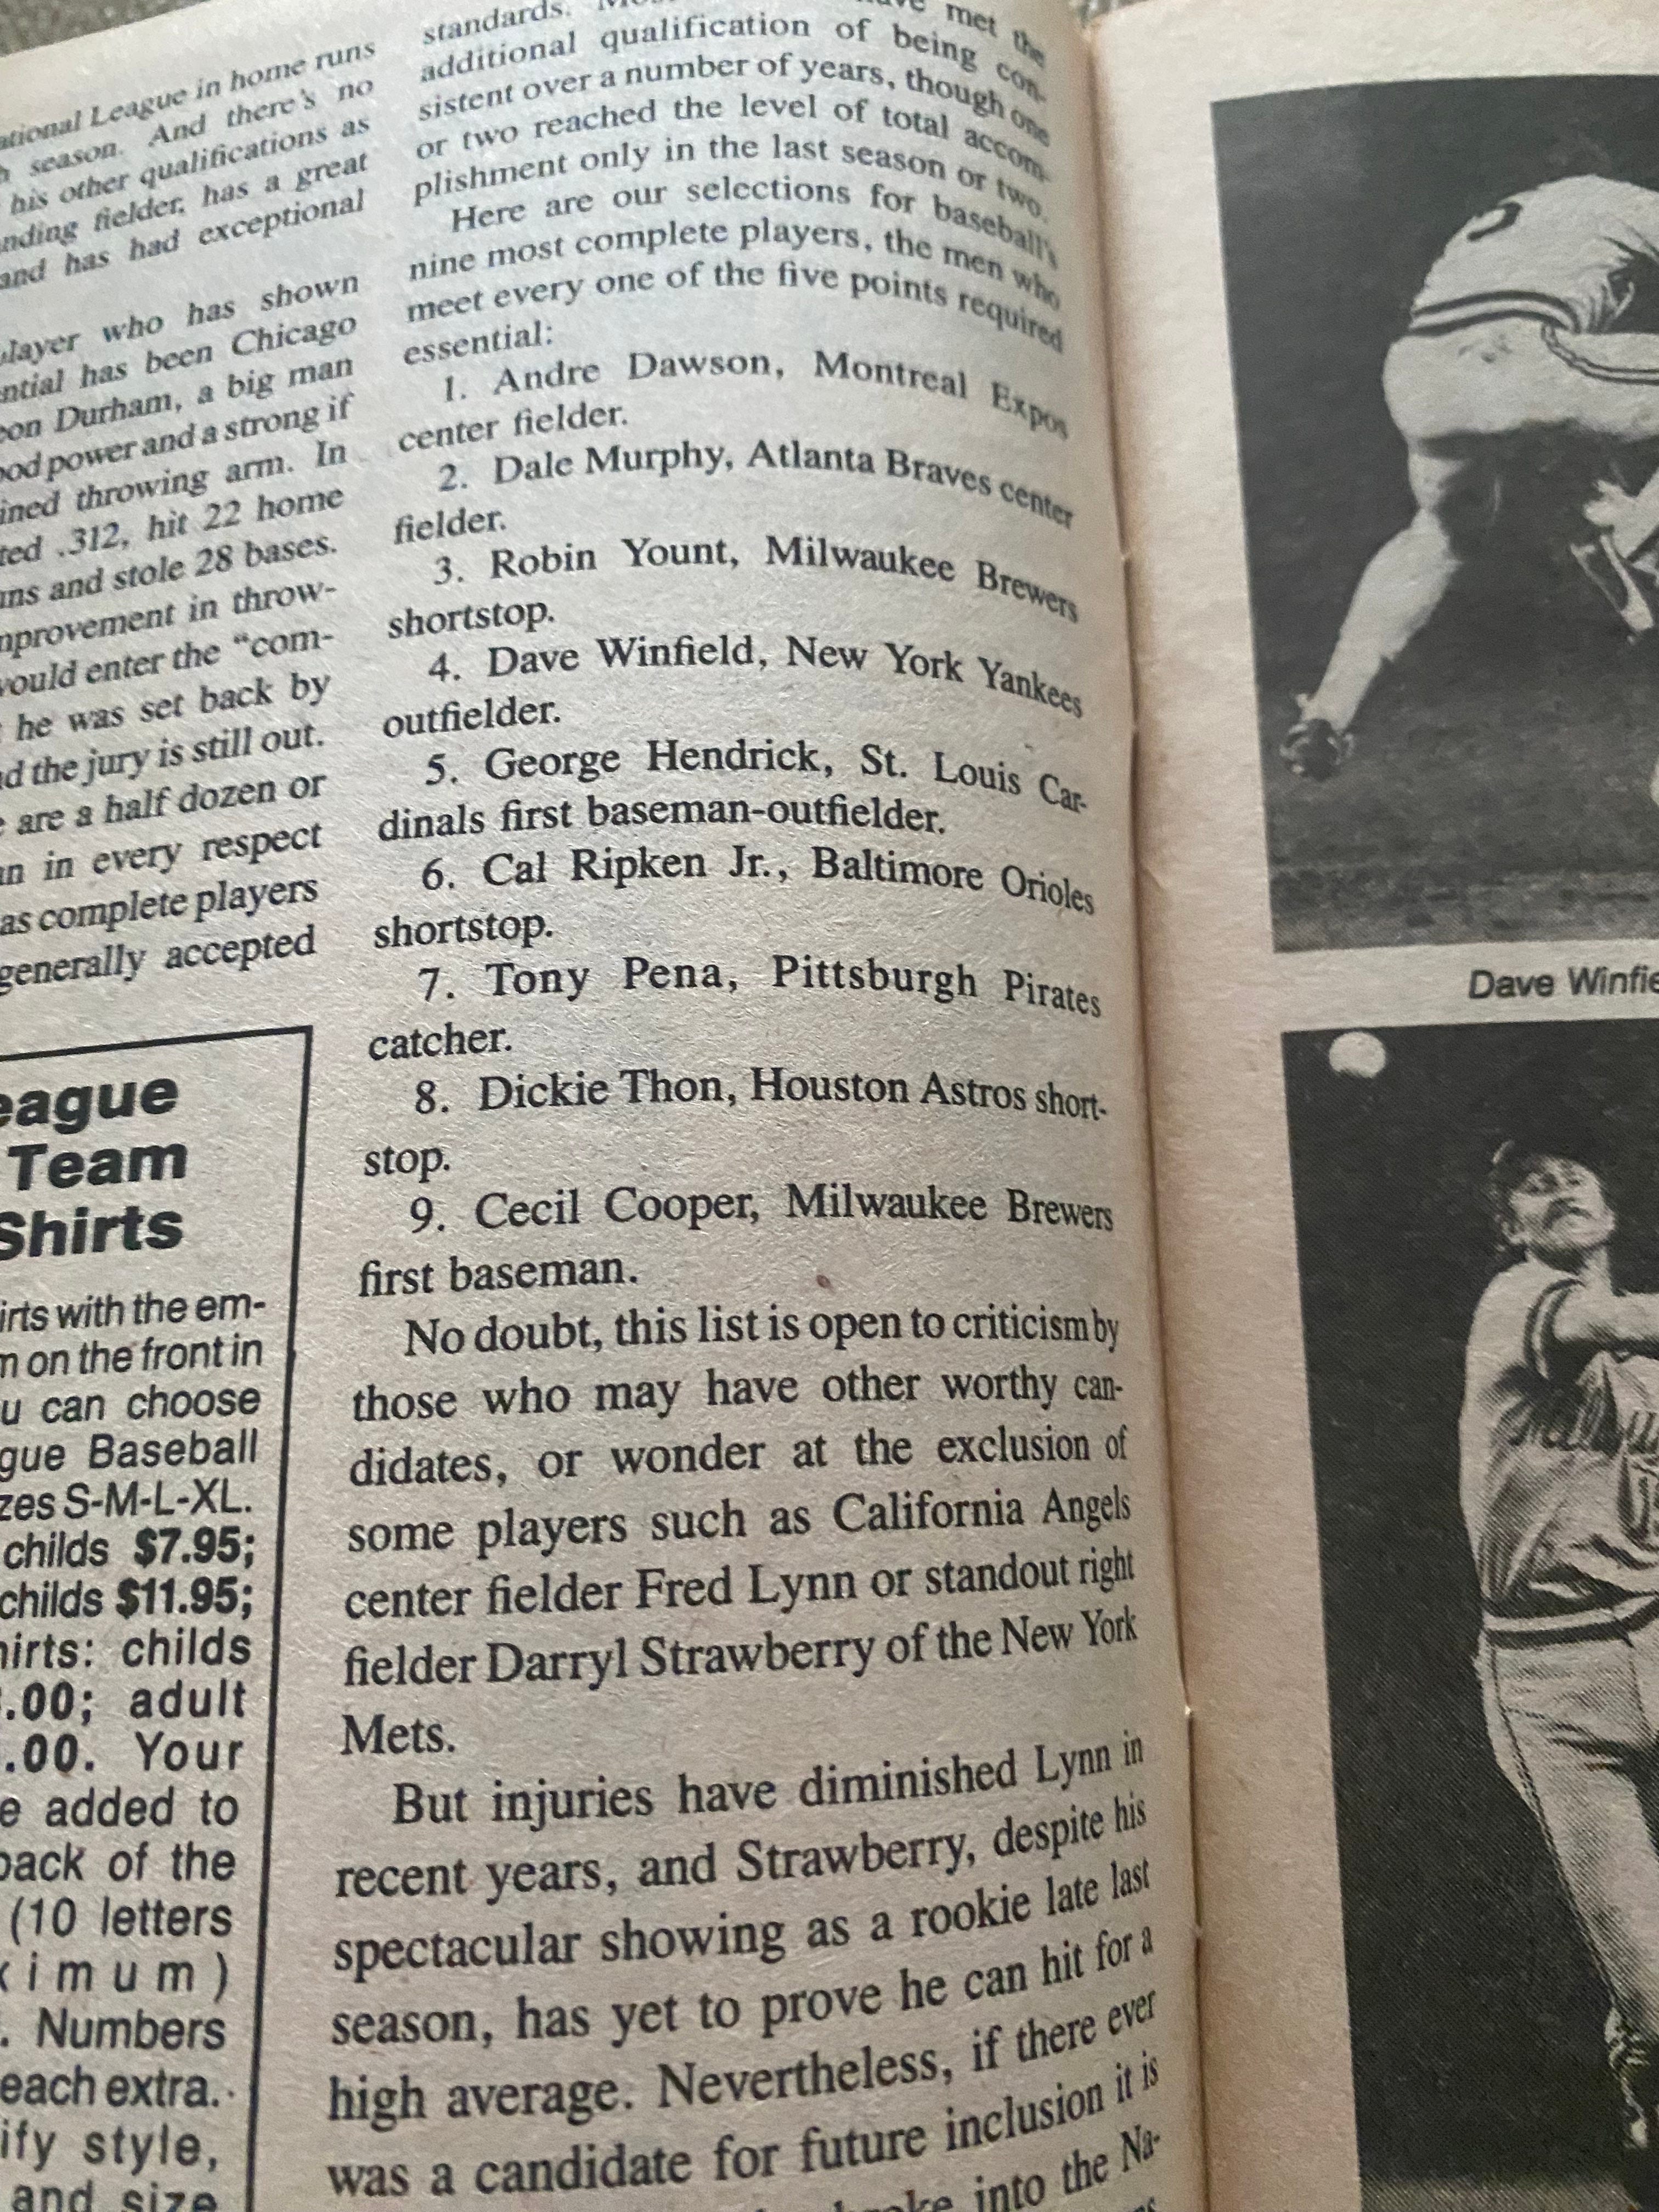 ational League in home runs
season. And there's no
his other qualifications as
nding fielder, has a great
and has had exceptional
player who has shown
ntial has been Chicago
eon Durham, a big man
ood power and a strong if
ined throwing arm. In
ted .312, hit 22 home
uns and stole 28 bases.
mprovement in throw-
would enter the "com-
he was set back by
nd the jury is still out.
e are a half dozen or
an in every respect
as complete players
generally accepted
eague
Team
Shirts
irts with the em-
m on the front in
u can choose
gue Baseball
zes S-M-L-XL.
childs $7.95;
childs $11.95;
hirts: childs
.00; adult
.00. Your
e added to
back of the
(10 letters
ximum)
. Numbers
each extra.
ify style,
and size
standards.
met the
additional qualification of being con-
sistent over a number of years, though one
or two reached the level of total accom-
plishment only in the last season or two.
Here are our selections for baseball's
nine most complete players, the men who
meet every one of the five points required
essential:
1. Andre Dawson, Montreal Expos
center fielder.
2. Dale Murphy, Atlanta Braves center
fielder.
3. Robin Yount, Milwaukee Brewers
shortstop.
4. Dave Winfield, New York Yankees
outfielder.
5. George Hendrick, St. Louis Car-
dinals first baseman-outfielder.
6. Cal Ripken Jr., Baltimore Orioles
shortstop.
7. Tony Pena, Pittsburgh Pirates
catcher.
8. Dickie Thon, Houston Astros short-
stop.
9. Cecil Cooper, Milwaukee Brewers
first baseman.
No doubt, this list is open to criticism by
those who may have other worthy can-
didates, or wonder at the exclusion of
some players such as California Angels
center fielder Fred Lynn or standout right
fielder Darryl Strawberry of the New York
Mets.
But injuries have diminished Lynn in
recent years, and Strawberry, despite his
spectacular showing as a rookie late last
season, has yet to prove he can hit for a
high average. Nevertheless, if there ever
was a candidate for future inclusion it is
into the Na-
Dave Winfie